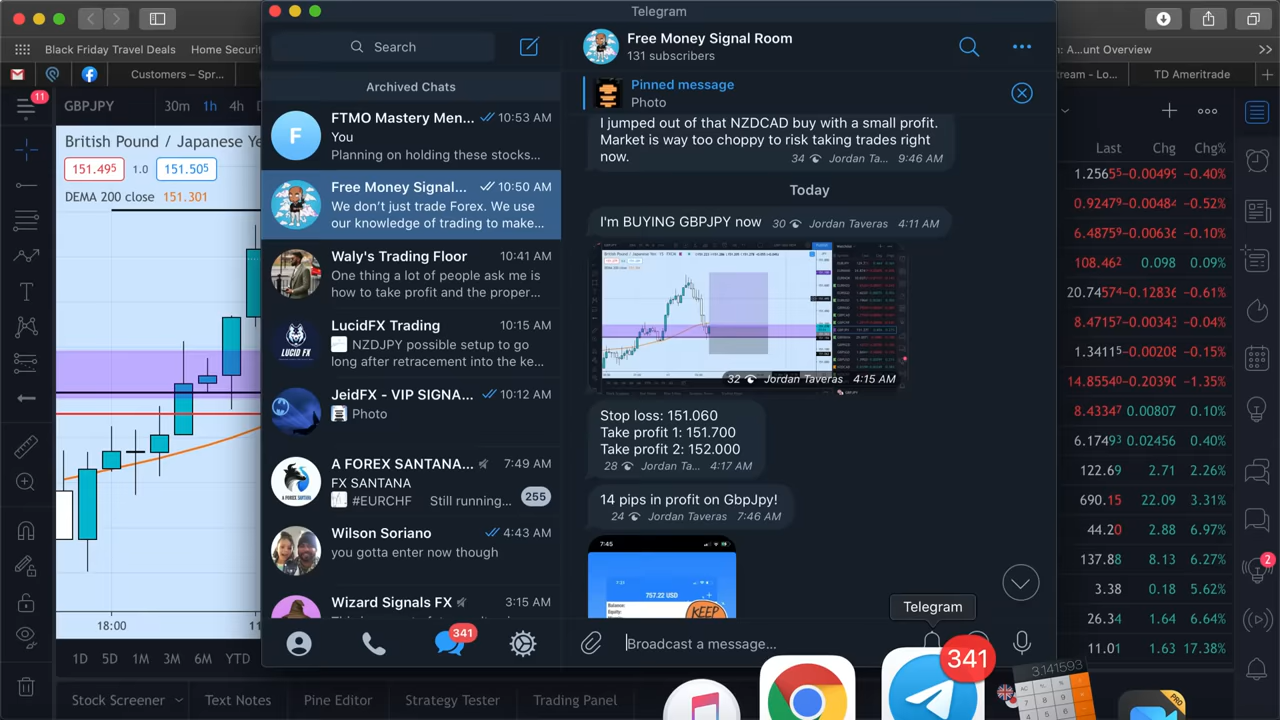 Telegram
Black Friday Travel Deals
Home Securi
A...unt Overview
Customers – Spr...
tream - Lo...
TD Ameritrade
11
GBPJPY
30m
1h
4h
British Pound / Japanese Ye
151.495
1.0
151.505
DEMA 200 close
151.301
18:00
1D
5D
1M
3M
6M
YTD
Stock Screener
Text Notes
Pine Editor
Strategy Tester
Trading Panel
Search
Archived Chats
FTMO Mastery Men...
10:53 AM
You
Planning on holding these stocks...
F
Free Money Signal...
10:50 AM
We don't just trade Forex. We use
our knowledge of trading to make...
Waly's Trading Floor
10:41 AM
One thing a lot of people ask me is
how to take profit and the proper...
LucidFX Trading
10:15 AM
NZDJPY possible setup to go
long after retracement into the ke...
LUCID FX
JeidFX - VIP SIGNA...
10:12 AM
Photo
A FOREX SANTANA...
7:49 AM
FX SANTANA
#EURCHF
Still running...
255
A FOREX SANTANA
Wilson Soriano
4:43 AM
you gotta enter now though
Wizard Signals FX
3:15 AM
341
Free Money Signal Room
131 subscribers
Pinned message
Photo
I jumped out of that NZDCAD buy with a small profit.
Market is way too choppy to risk taking trades right
now.
34
Jordan Ta...
9:46 AM
Today
I'm BUYING GBPJPY now
30
Jordan Taveras
4:11 AM
32
Jordan Taveras
4:15 AM
Stop loss: 151.060
Take profit 1: 151.700
Take profit 2: 152.000
28
Jordan Ta...
4:17 AM
14 pips in profit on GbpJpy!
24
Jordan Taveras
7:46 AM
7:45
757.22 USD
Balance:
Equity:
KEEP
Telegram
Broadcast a message...
341
3.141593
PRO
Last
Chg
Chg%
1.25655
−0.00499
−0.40%
0.92479
−0.00488
−0.52%
6.48759
−0.00636
−0.10%
108.462
0.098
0.09%
20.74574
−0.12836
−0.61%
8.47157
−0.00343
−0.04%
1.34115
−0.00208
−0.15%
14.85540
−0.20390
−1.35%
8.43347
0.00807
0.10%
6.17493
0.02456
0.40%
122.69
2.71
2.26%
690.15
22.09
3.31%
44.20
2.88
6.97%
137.88
8.13
6.27%
3.38
0.18
5.62%
26.34
1.64
6.64%
11.01
1.63
17.38%
2